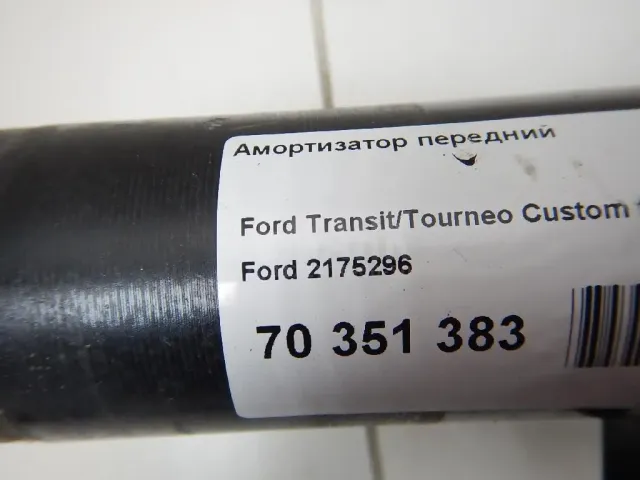 Амортизатор передний
Ford Transit/Tourneo Custom
Ford 2175296
70 351 383